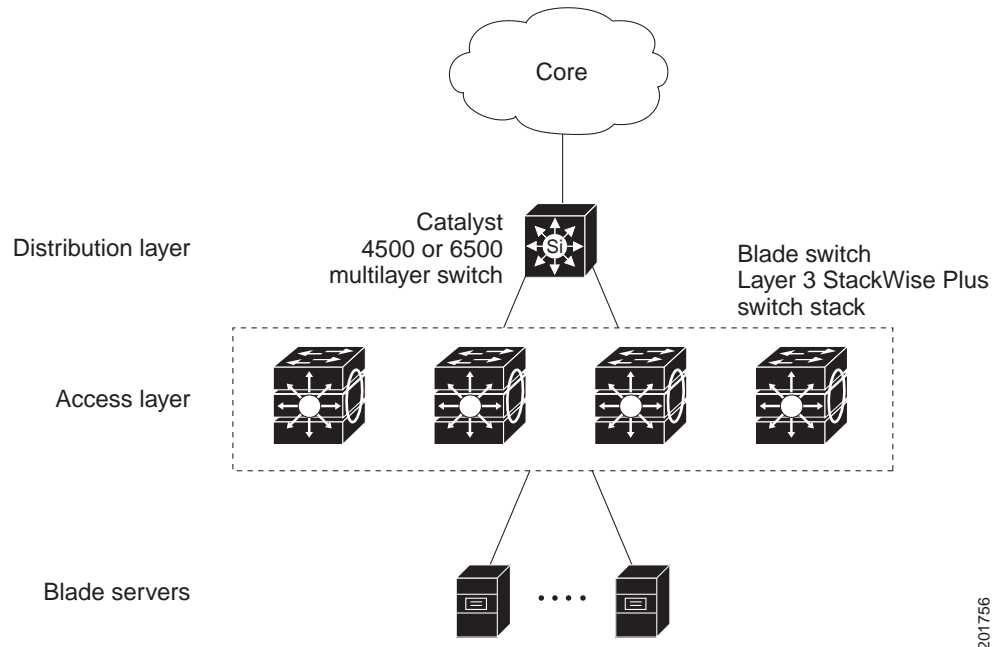 Core
Distribution layer
Catalyst
4500 or 6500
multilayer switch
Si
Blade switch
Layer 3 StackWise Plus
switch stack
Access layer
Blade servers
201756